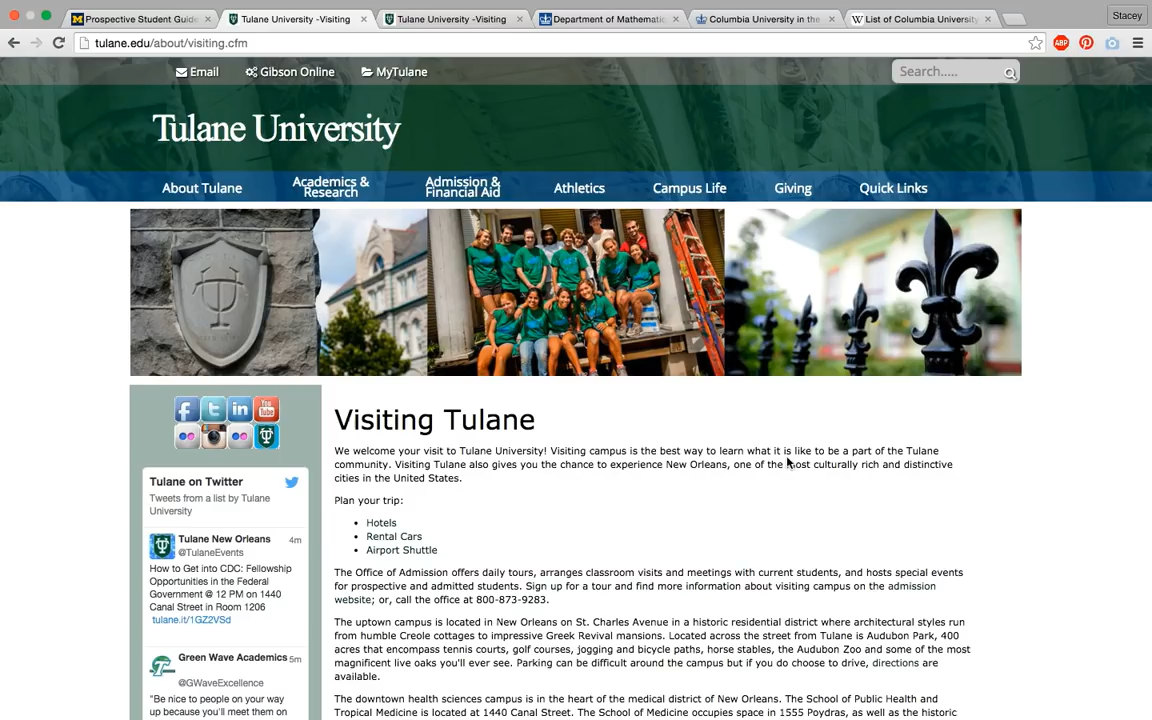 Prospective Student Guide
Tulane University -Visiting
Tulane University -Visiting
Department of Mathematic
Columbia University in the
List of Columbia University
Stacey
tulane.edu/about/visiting.cfm
ABP
Email
Gibson Online
MyTulane
Search.....
Tulane University
About Tulane
Academics & Research
Admission & Financial Aid
Athletics
Campus Life
Giving
Quick Links
Visiting Tulane
We welcome your visit to Tulane University! Visiting campus is the best way to learn what it is like to be a part of the Tulane
community. Visiting Tulane also gives you the chance to experience New Orleans, one of the most culturally rich and distinctive
cities in the United States.
Plan your trip:
• Hotels
• Rental Cars
• Airport Shuttle
The Office of Admission offers daily tours, arranges classroom visits and meetings with current students, and hosts special events
for prospective and admitted students. Sign up for a tour and find more information about visiting campus on the admission
website; or, call the office at 800-873-9283.
The uptown campus is located in New Orleans on St. Charles Avenue in a historic residential district where architectural styles run
from humble Creole cottages to impressive Greek Revival mansions. Located across the street from Tulane is Audubon Park, 400
acres that encompass tennis courts, golf courses, jogging and bicycle paths, horse stables, the Audubon Zoo and some of the most
magnificent live oaks you'll ever see. Parking can be difficult around the campus but if you do choose to drive, directions are
available.
The downtown health sciences campus is in the heart of the medical district of New Orleans. The School of Public Health and
Tropical Medicine is located at 1440 Canal Street. The School of Medicine occupies space in 1555 Poydras, as well as the historic
You Tube
Tulane on Twitter
Tweets from a list by Tulane
University
Tulane New Orleans 4m
@TulaneEvents
How to Get into CDC: Fellowship
Opportunities in the Federal
Government @ 12 PM on 1440
Canal Street in Room 1206
tulane.it/1GZ2VSd
Green Wave Academics 5m
@GWaveExcellence
"Be nice to people on your way
up because you'll meet them on